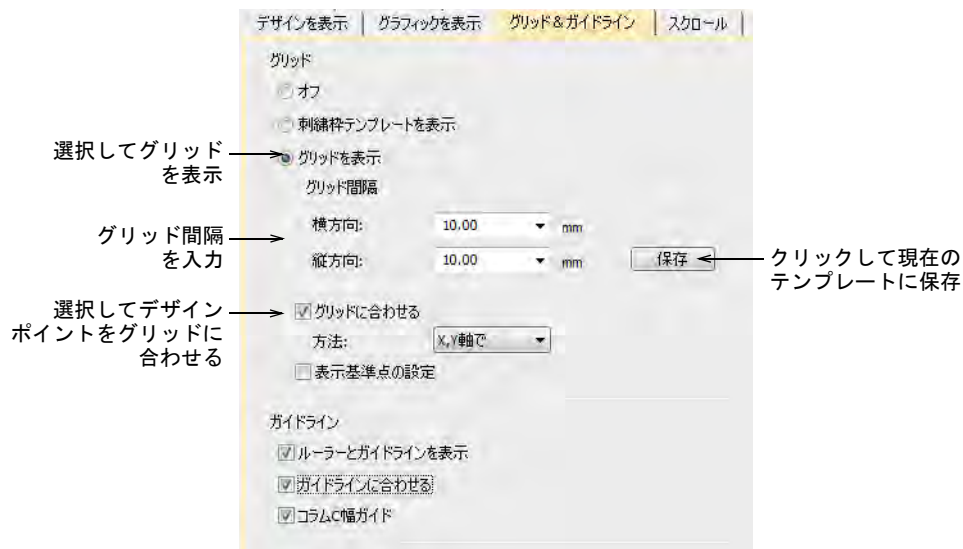 デザインを表示 グラフィックを表示 グリッド&ガイドライン スクロール
グリッド
オフ
刺繍枠テンプレートを表示
選択してグリッド
を表示
グリッドを表示
グリッド間隔
グリッド間隔
を入力
横方向: 10.00 mm
縦方向: 10.00 mm
保存
クリックして現在の
テンプレートに保存
選択してデザイン
ポイントをグリッドに
合わせる
グリッドに合わせる
方法: X,Y軸で
表示基準点の設定
ガイドライン
ルーラーとガイドラインを表示
ガイドラインに合わせる
コラムC幅ガイド